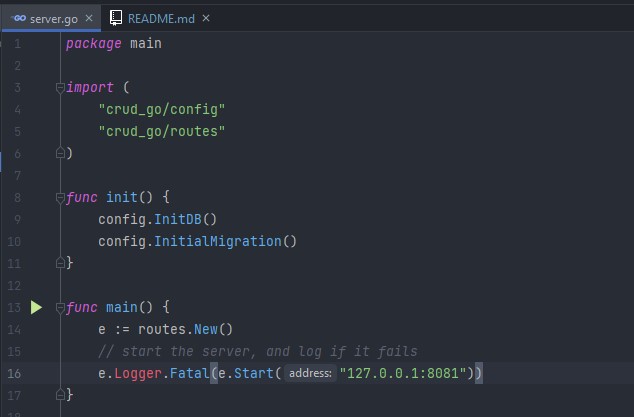 server.go × README.md ×
1 package main
2
3 import (
4 "crud_go/config"
5 "crud_go/routes"
6 )
7
8 func init() {
9 config.InitDB()
10 config.InitialMigration()
11 }
12
13 func main() {
14 e := routes.New()
15 // start the server, and log if it fails
16 e.Logger.Fatal(e.Start( address: "127.0.0.1:8081"))
17 }